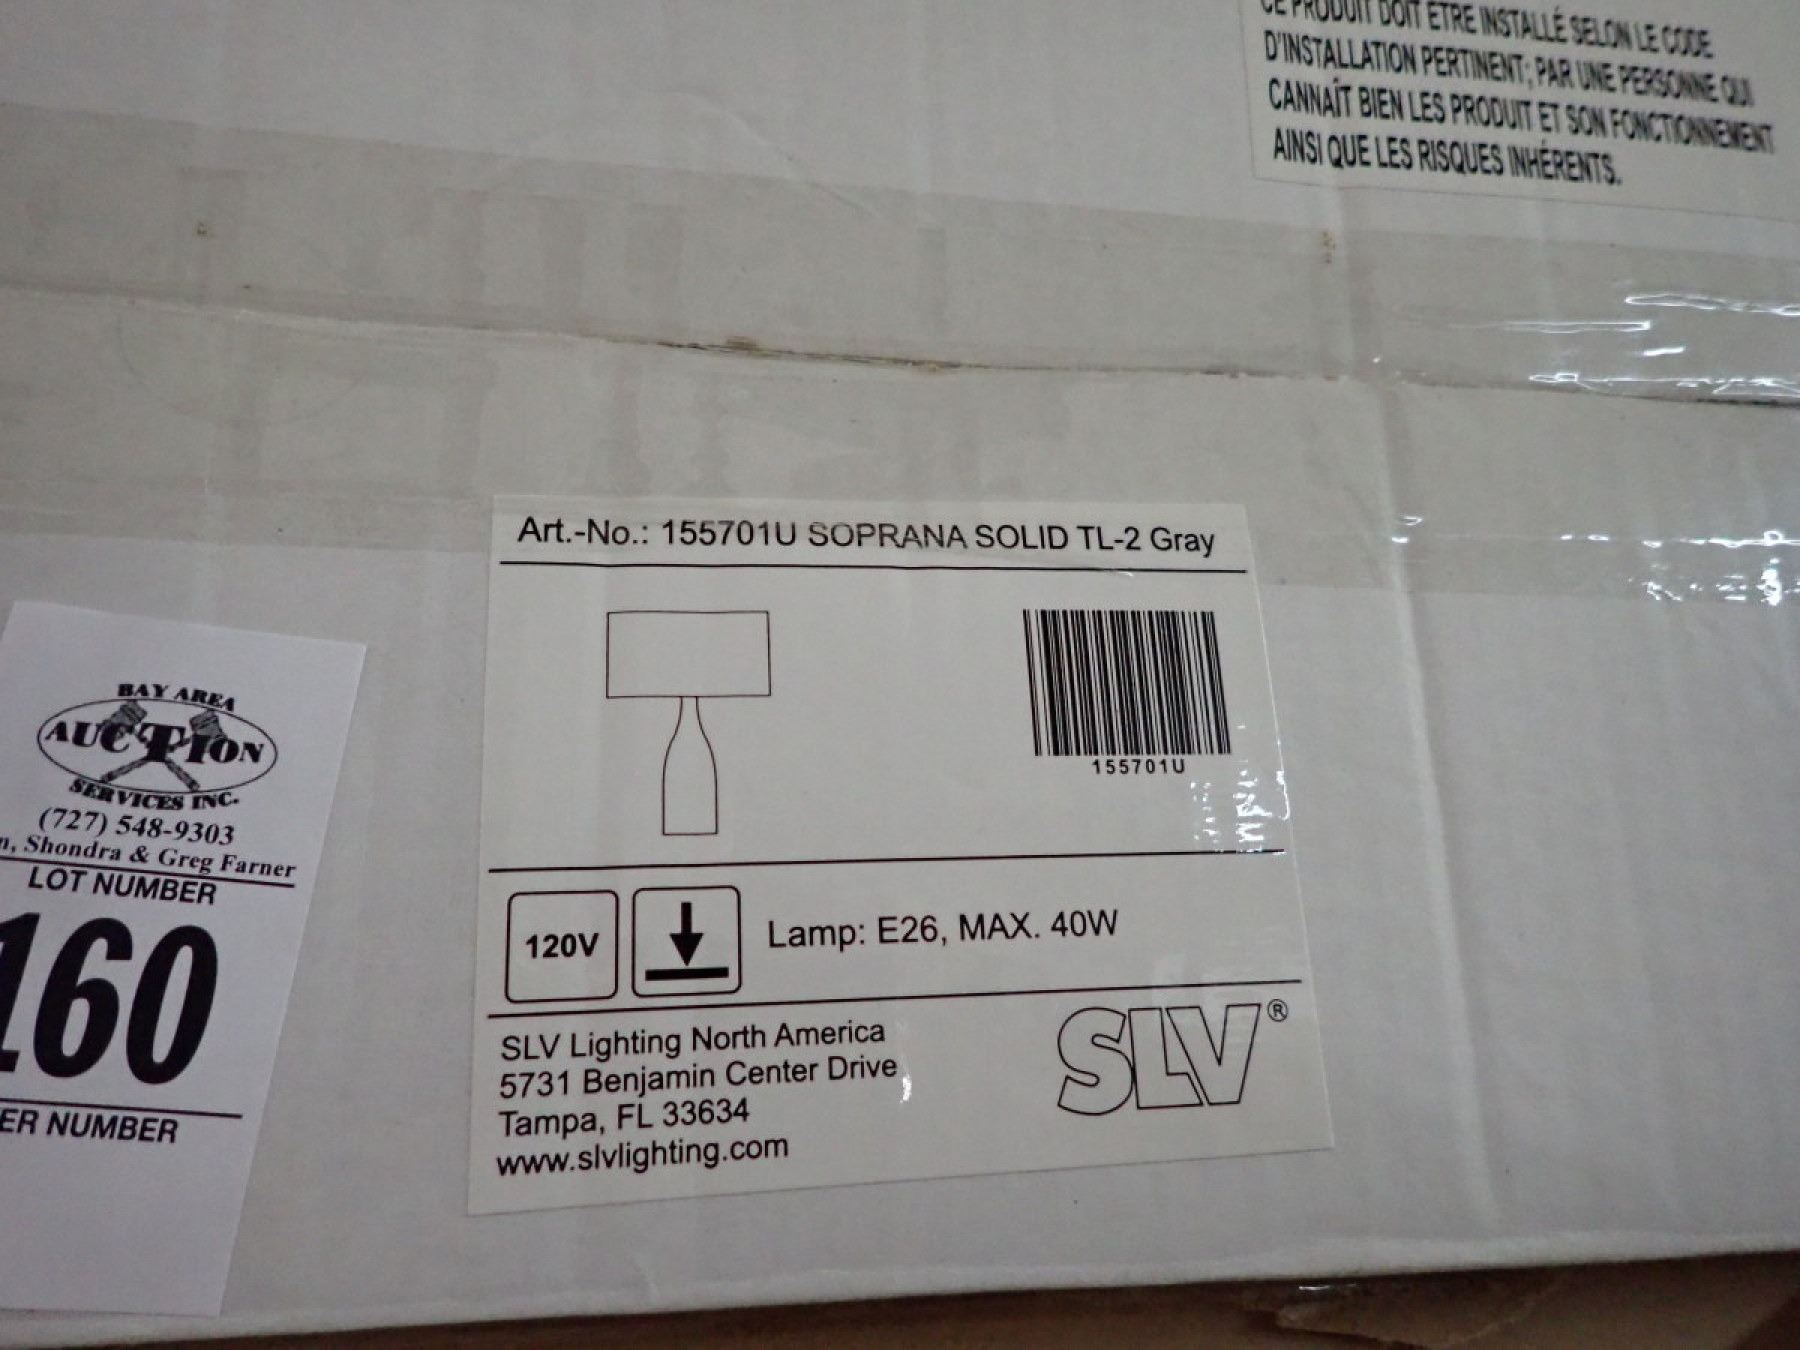 CE PRODUIT DOIT ETRE INSTALLÉ SELON LE CODE
D'INSTALLATION PERTINENT; PAR UNE PERSONNE QUI
CANNAÎT BIEN LES PRODUIT ET SON FONCTIONNEMENT
AINSI QUE LES RISQUES INHÉRENTS.
Art.-No.: 155701U SOPRANA SOLID TL-2 Gray
155701U
120V
Lamp: E26, MAX. 40W
SLV Lighting North America
5731 Benjamin Center Drive
Tampa, FL 33634
www.slvlighting.com
SLV®
BAY AREA
AUCTION
SERVICES INC.
(727) 548-9303
Shondra & Greg Farner
LOT NUMBER
160
ER NUMBER